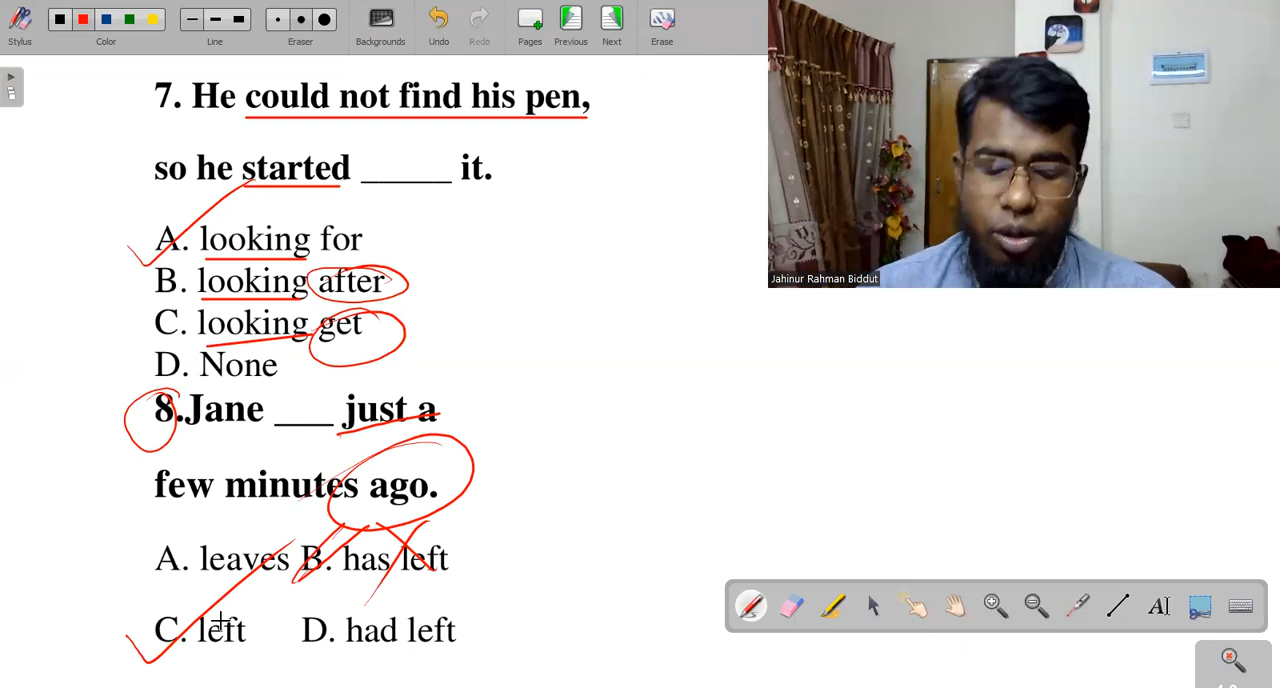 Stylus
Color
Line
Eraser
Backgrounds
Undo
Redo
Pages
Previous
Next
Erase
7. He could not find his pen,
so he started _____ it.
A. looking for
B. looking after
C. looking get
D. None
8.Jane ___ just a
few minutes ago.
A. leaves B. has left
C. left D. had left
Jahinur Rahman Biddut